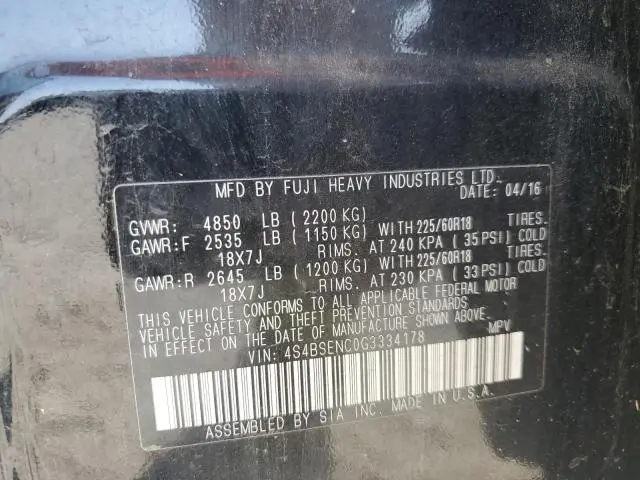 MFD BY FUJI HEAVY INDUSTRIES LTD.
DATE: 04/16
GVWR: 4850 LB (2200 KG)
GAWR:F 2535 LB (1150 KG) WITH 225/60R18 TIRES.
18X7J RIMS. AT 240 KPA (35 PSI) COLD
GAWR:R 2645 LB (1200 KG) WITH 225/60R18 TIRES.
18X7J RIMS. AT 230 KPA (33 PSI) COLD
THIS VEHICLE CONFORMS TO ALL APPLICABLE FEDERAL MOTOR
VEHICLE SAFETY AND THEFT PREVENTION STANDARDS
IN EFFECT ON THE DATE OF MANUFACTURE SHOWN ABOVE.
VIN: 4S4BSENC0G3334178 MPV
ASSEMBLED BY SIA INC. MADE IN U.S.A.